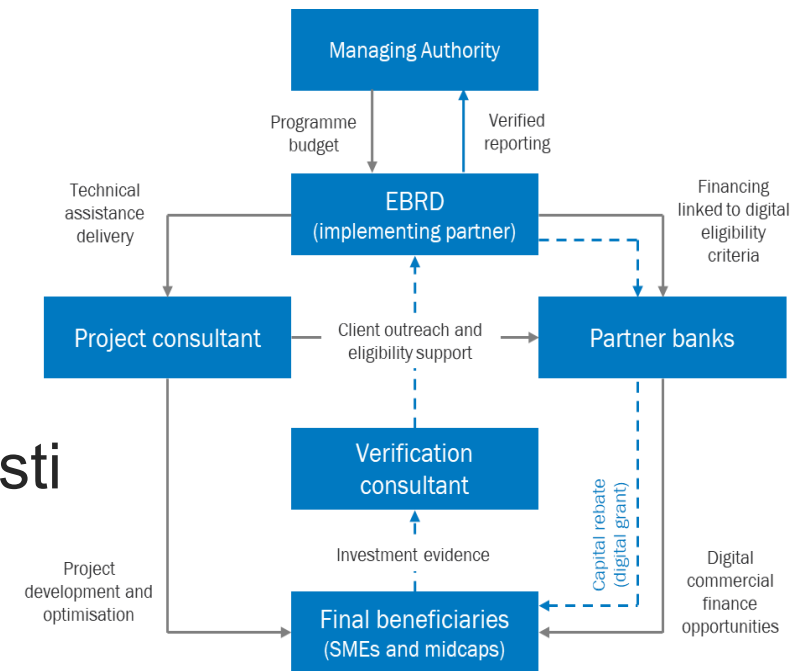 Managing Authority
Programme
budget
Verified
reporting
Technical
assistance
delivery
EBRD
(implementing partner)
Financing
linked to digital
eligibility
criteria
Project consultant
Client outreach and
eligibility support
Partner banks
sti
Verification
consultant
Capital rebate
(digital grant)
Investment evidence
Project
development and
optimisation
Digital
commercial
finance
opportunities
Final beneficiaries
(SMEs and midcaps)